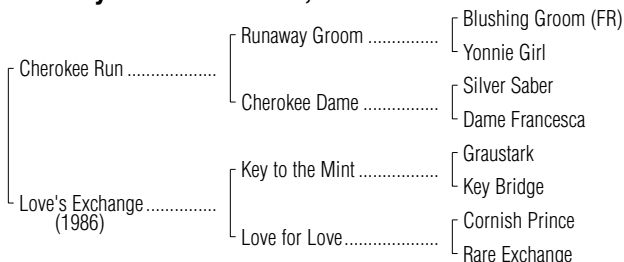 Blushing Groom (FR)
Runaway Groom ................
Yonnie Girl
Cherokee Run ...................
Silver Saber
Cherokee Dame ................
Dame Francesca
Graustark
Key to the Mint .................
Key Bridge
Love's Exchange ...............
(1986)
Cornish Prince
Love for Love ....................
Rare Exchange